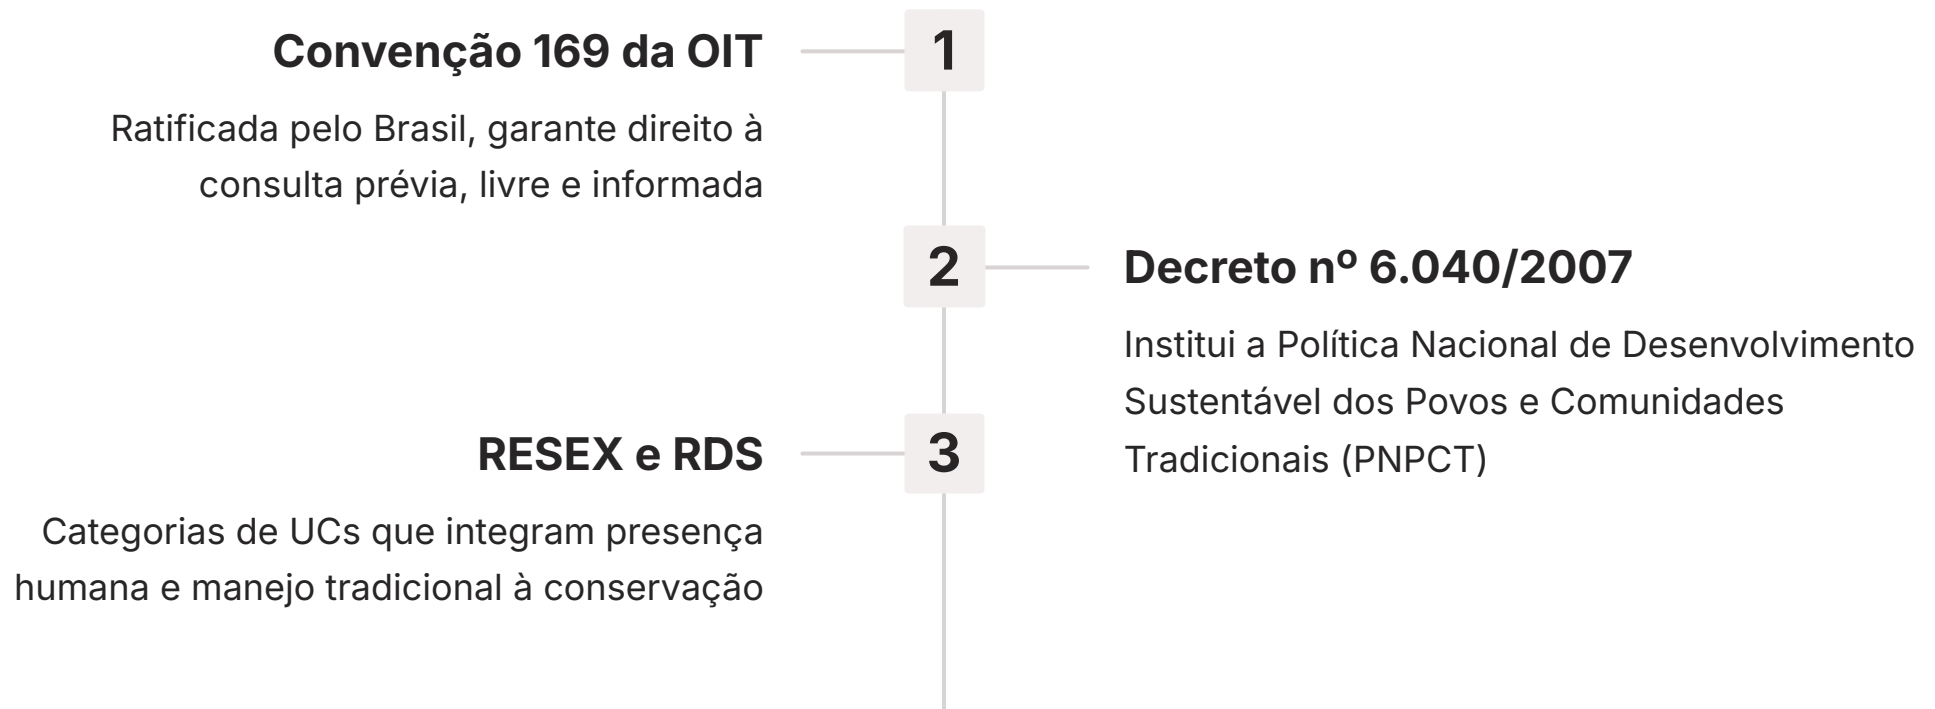 Convenção 169 da OIT
1
Ratificada pelo Brasil, garante direito à
consulta prévia, livre e informada
2
Decreto nº 6.040/2007
Institui a Política Nacional de Desenvolvimento
Sustentável dos Povos e Comunidades
Tradicionais (PNPCT)
RESEX e RDS
3
Categorias de UCs que integram presença
humana e manejo tradicional à conservação